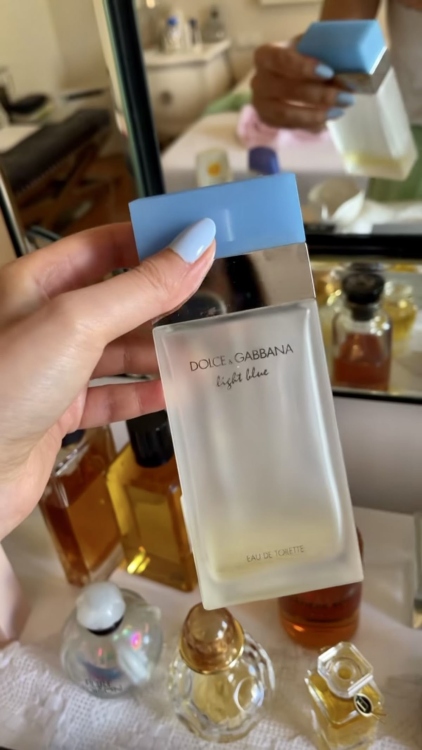 DOLCE & GABBANA
light blue
EAU DE TOILETTE